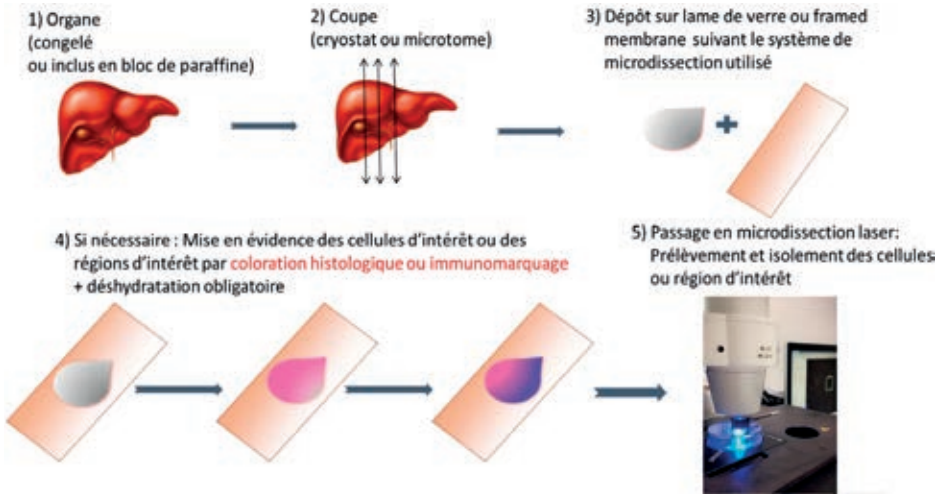 1) Organe
(congelé
ou inclus en bloc de paraffine)
2) Coupe
(cryostat ou microtome)
3) Dépôt sur lame de verre ou framed
membrane suivant le système de
microdissection utilisé
4) Si nécessaire : Mise en évidence des cellules d'intérêt ou des
régions d'intérêt par coloration histologique ou immunomarquage
+ déshydratation obligatoire
5) Passage en microdissection laser:
Prélèvement et isolement des cellules
ou région d'intérêt